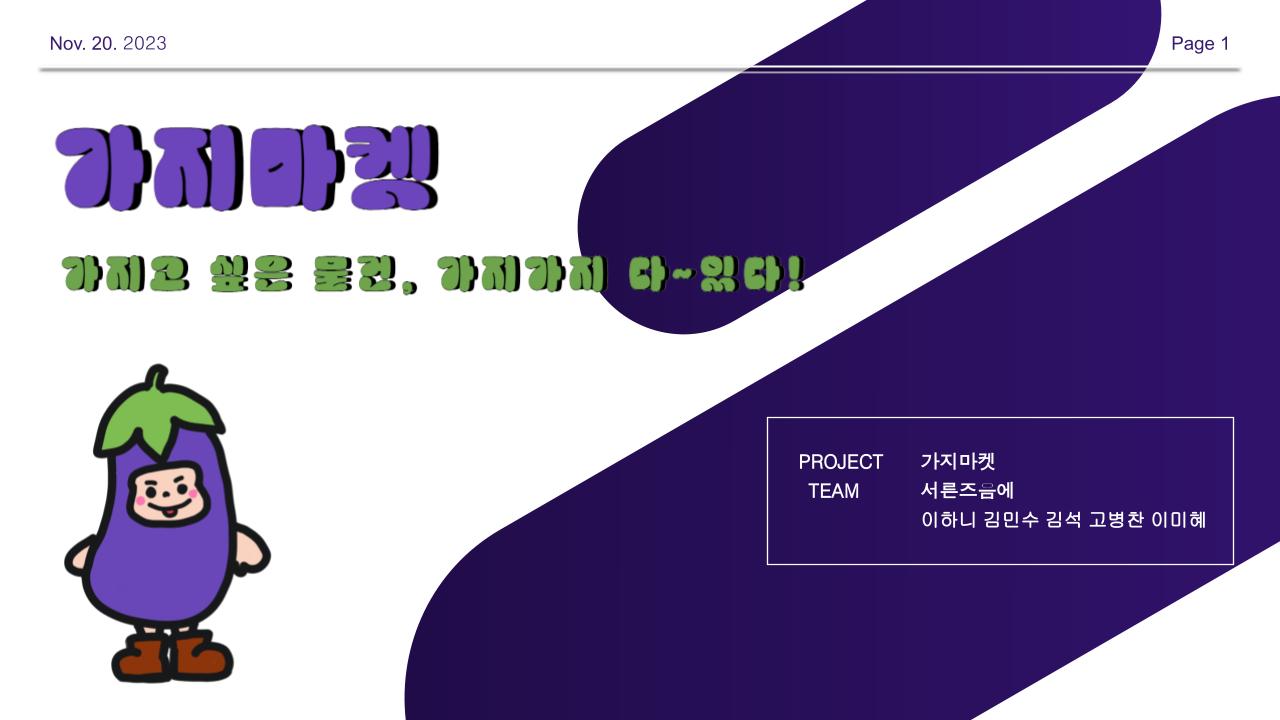 Nov. 20. 2023
Page 1
가지마켓
가지고 싶은 물건, 가지가지 다~있다!
PROJECT 가지마켓
TEAM 서른즈음에
이하니 김민수 김석 고병찬 이미혜